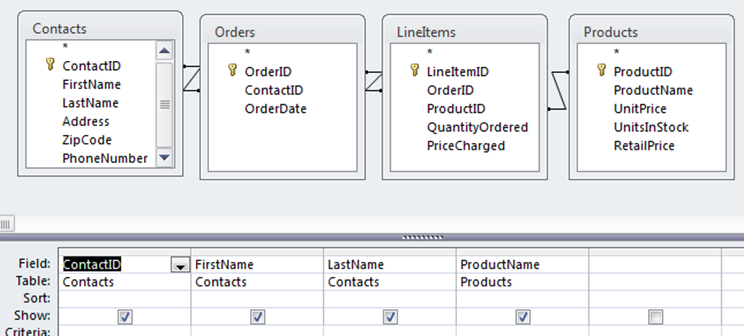 Contacts
*
ContactID
FirstName
LastName
Address
ZipCode
PhoneNumber
Orders
*
OrderID
ContactID
OrderDate
LineItems
*
LineItemID
OrderID
ProductID
QuantityOrdered
PriceCharged
Products
*
ProductID
ProductName
UnitPrice
UnitsInStock
RetailPrice
Field: ContactID FirstName LastName ProductName
Table: Contacts Contacts Contacts Products
Sort:
Show:
Criteria: